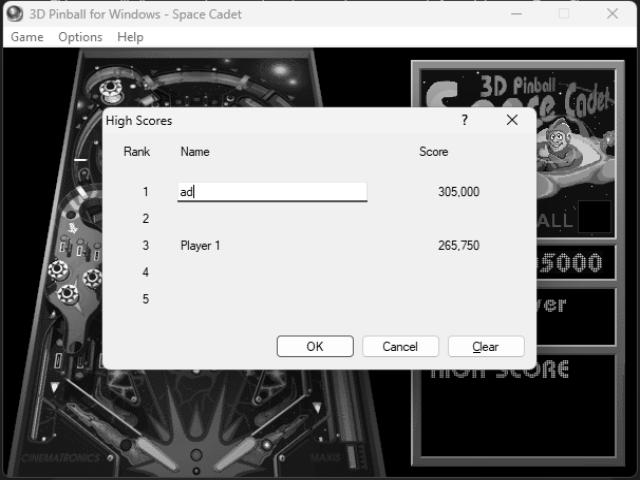 3D Pinball for Windows - Space Cadet
Game Options Help
3D Pinball
Space Cadet
High Scores ?
Rank Name Score
1 ad 305,000
2
3 Player 1 265,750
4
5
OK Cancel Clear
BALL
5000
HIGH SCORE
CINEMATRONICS
MAXIS